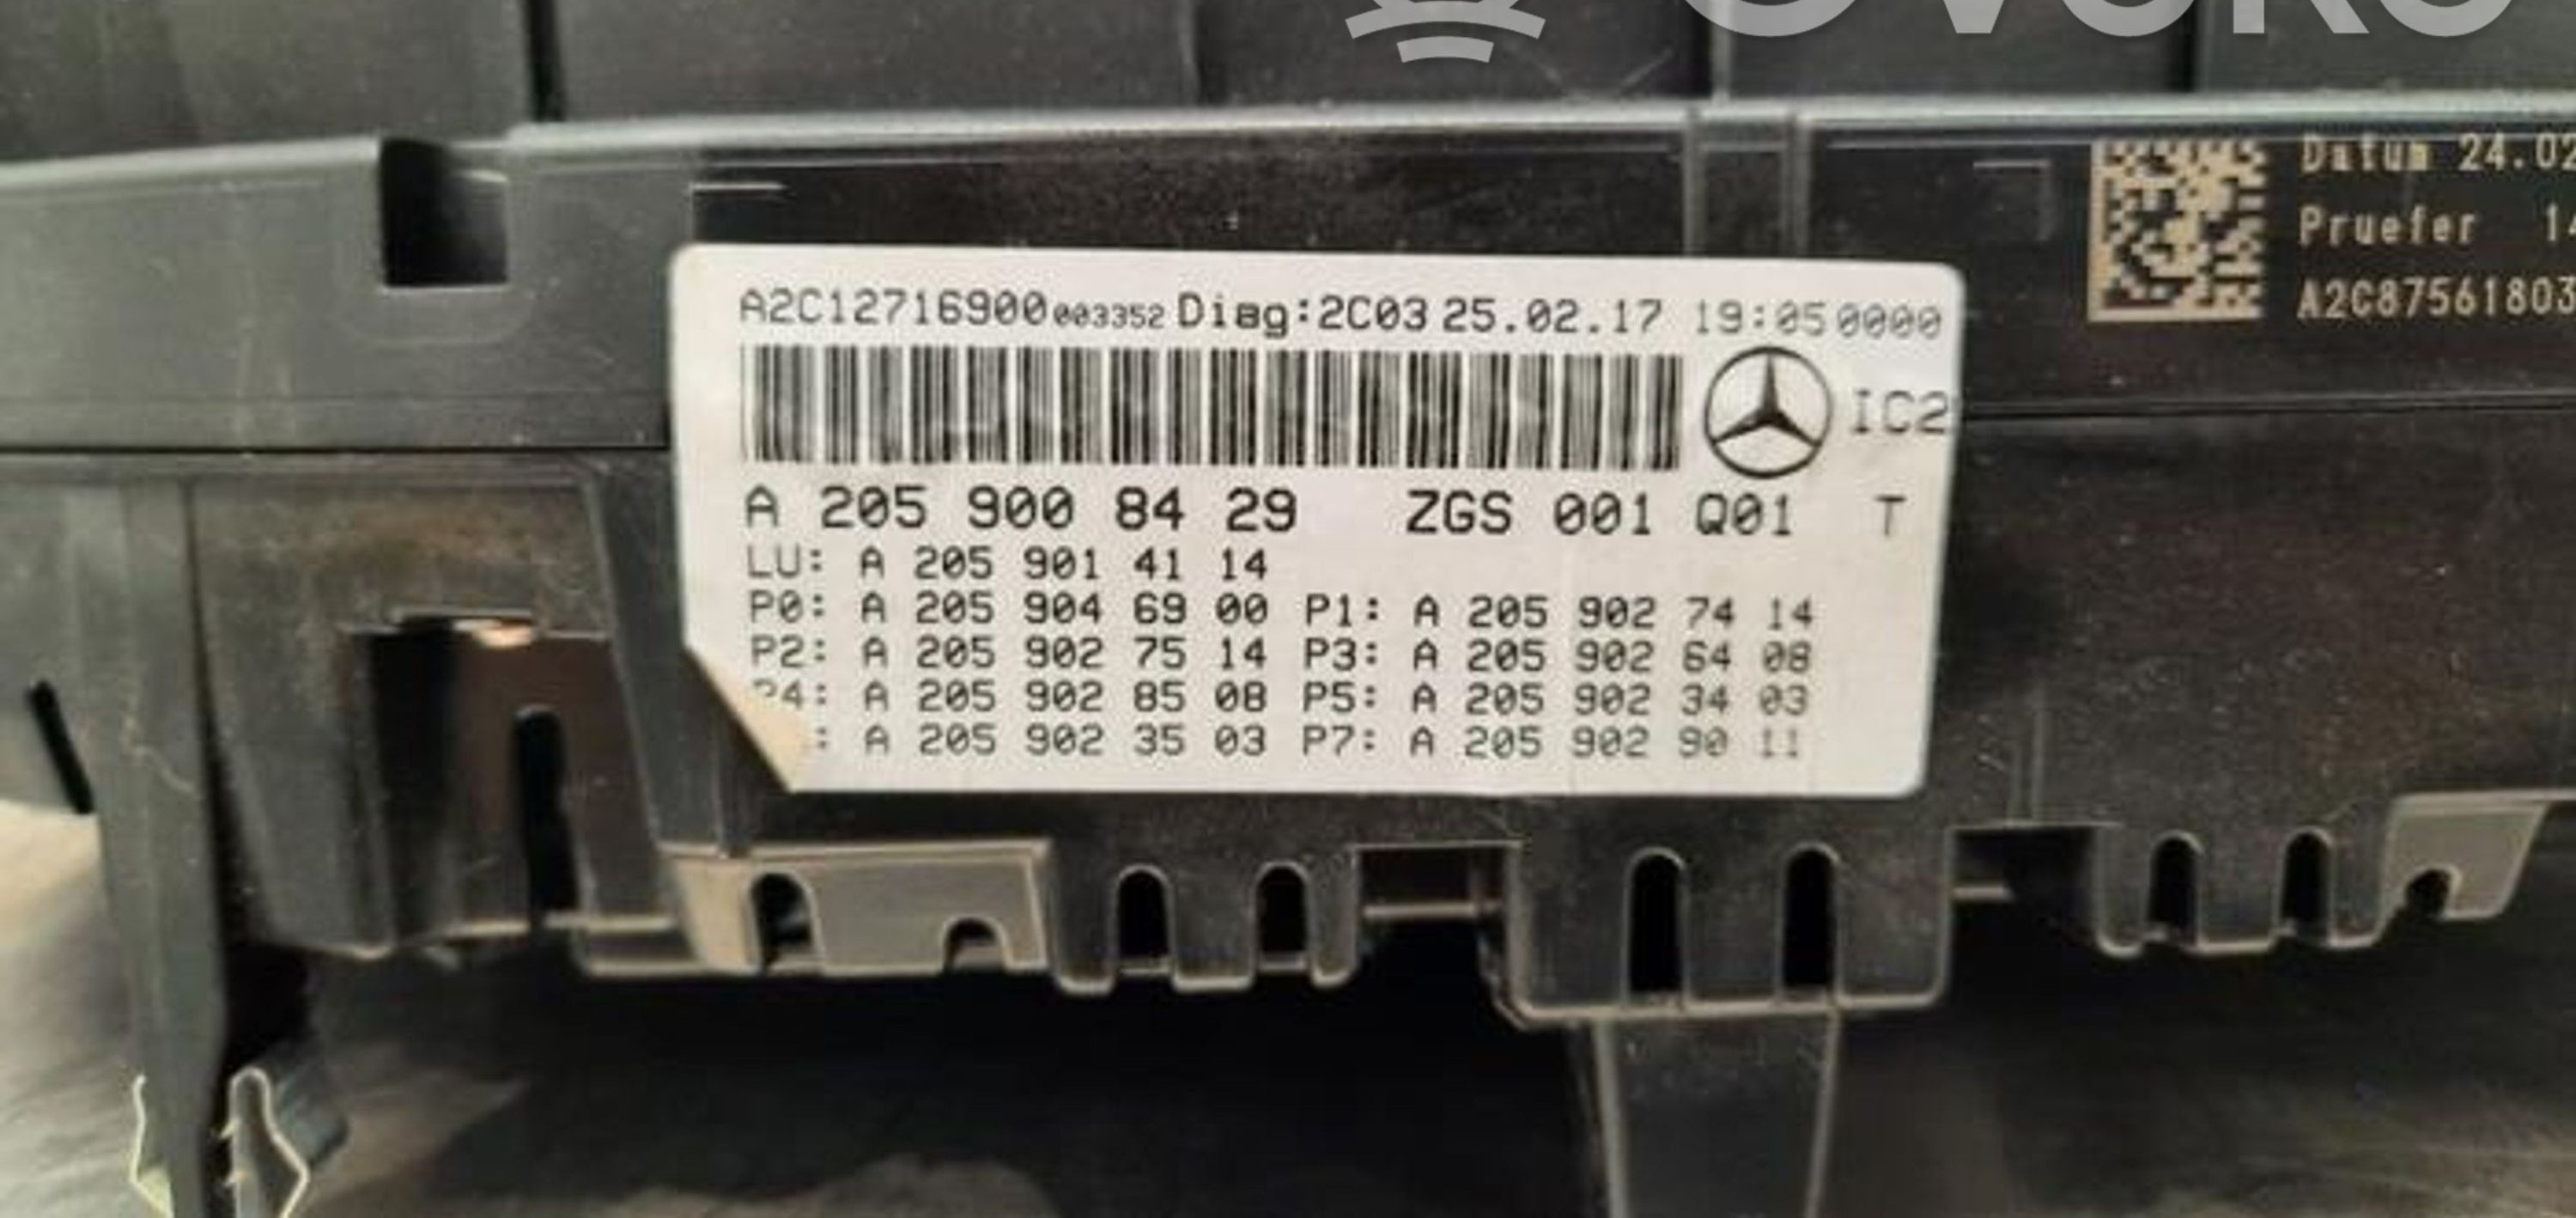 Datum 24.02
Pruefer 14
A2C87561803
A2C12716900 003352 Diag:2C03 25.02.17 19:05 0000
IC2
A 205 900 84 29 ZGS 001 Q01 T
LU: A 205 901 41 14
P0: A 205 904 69 00 P1: A 205 902 74 14
P2: A 205 902 75 14 P3: A 205 902 64 08
P4: A 205 902 85 08 P5: A 205 902 34 03
: A 205 902 35 03 P7: A 205 902 90 11